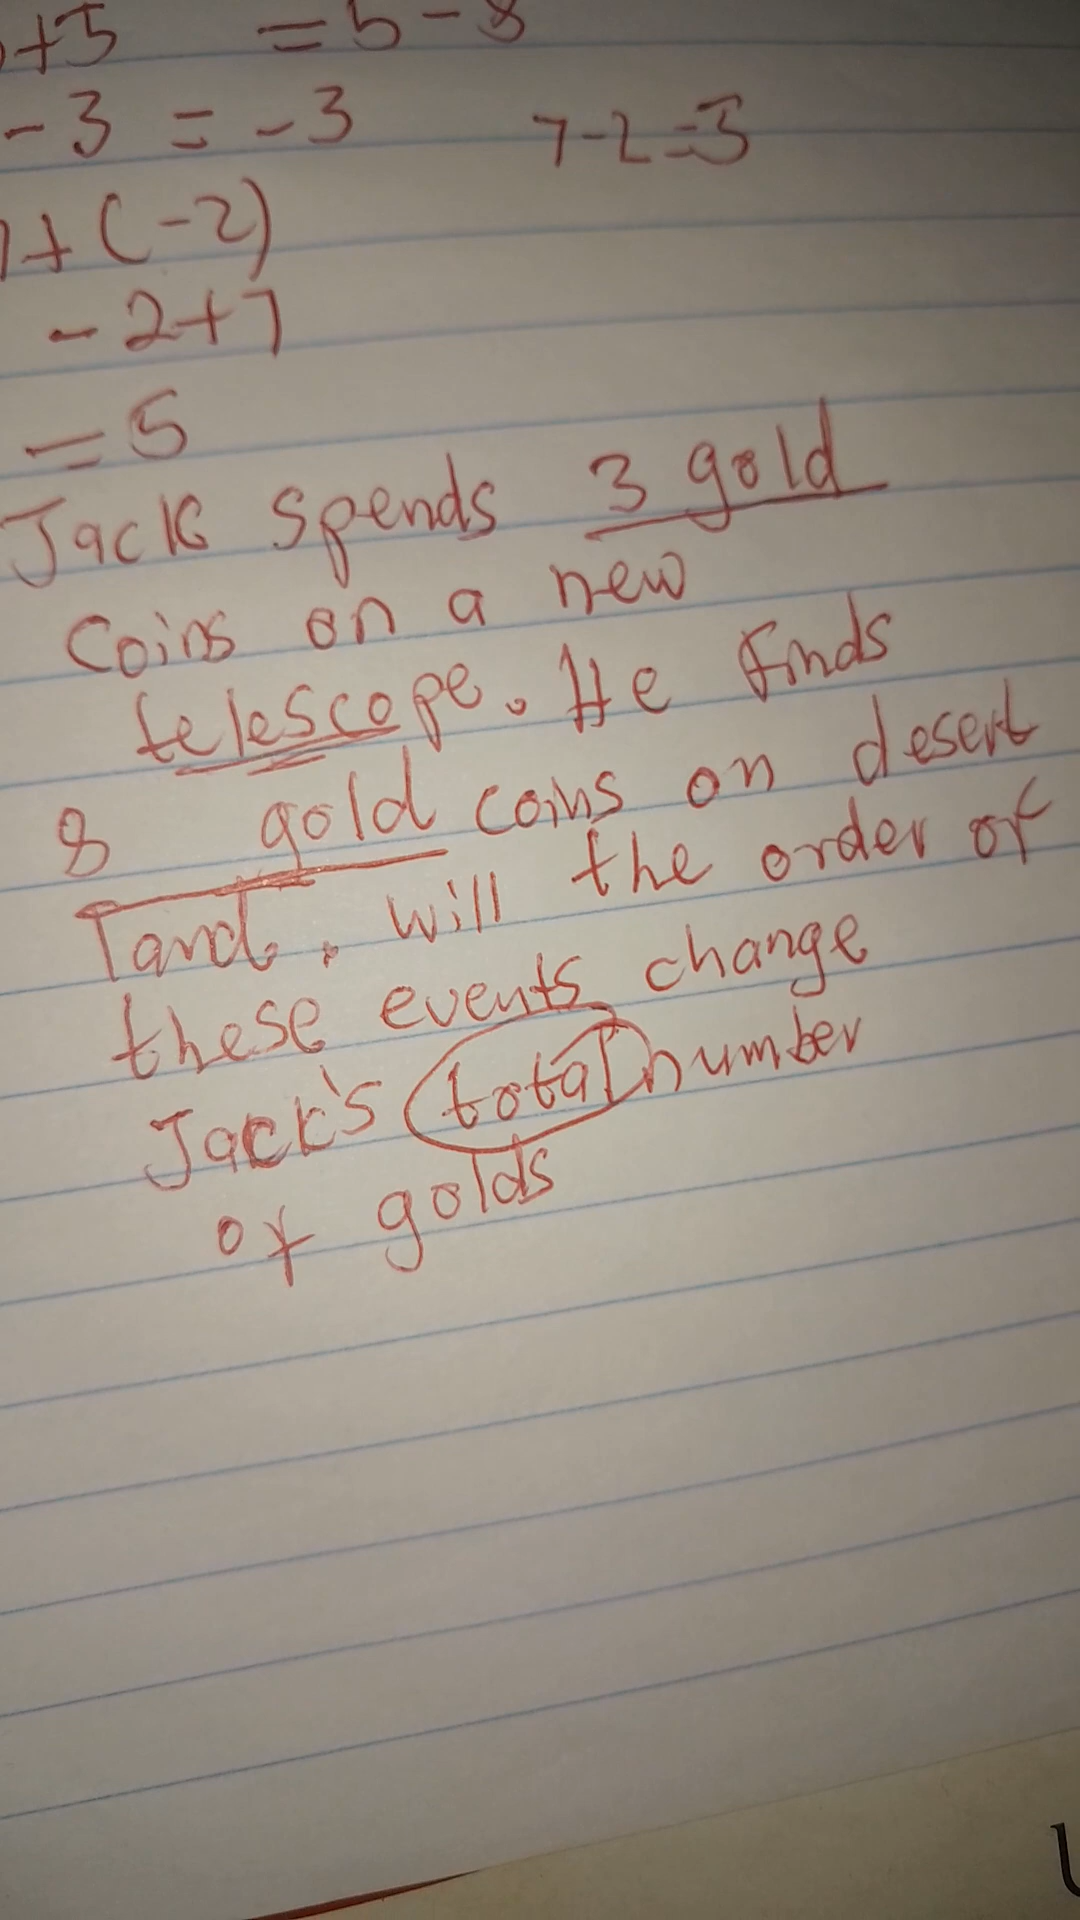 +5 = 5 - 8
- 3 = - 3 7-2=5
+ (-2)
- 2+7
= 5
Jack spends 3 gold
Coins on a new
telescope. He finds
8 gold coins on desert
land. will the order of
these events change
Jack's total number
of golds